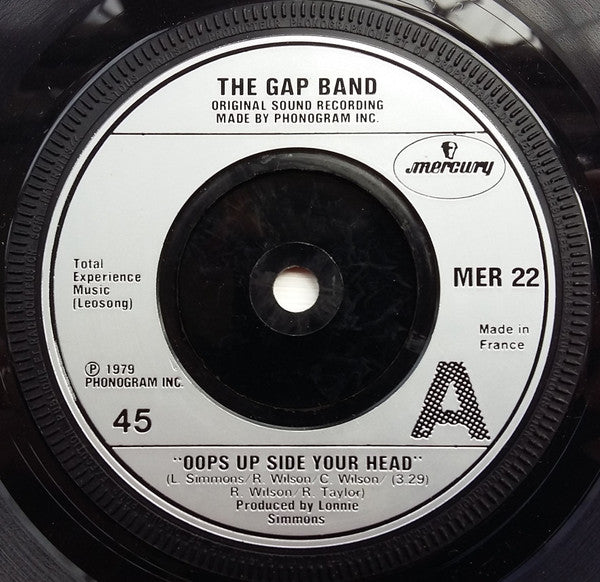 THE GAP BAND
ORIGINAL SOUND RECORDING
MADE BY PHONOGRAM INC.
mercury
Total
Experience
Music
(Leosong)
MER 22
Made in
France
℗ 1979
PHONOGRAM INC.
45
A
"OOPS UP SIDE YOUR HEAD"
(L. Simmons/R. Wilson/C. Wilson/ (3.29)
R. Wilson/R. Taylor)
Produced by Lonnie
Simmons